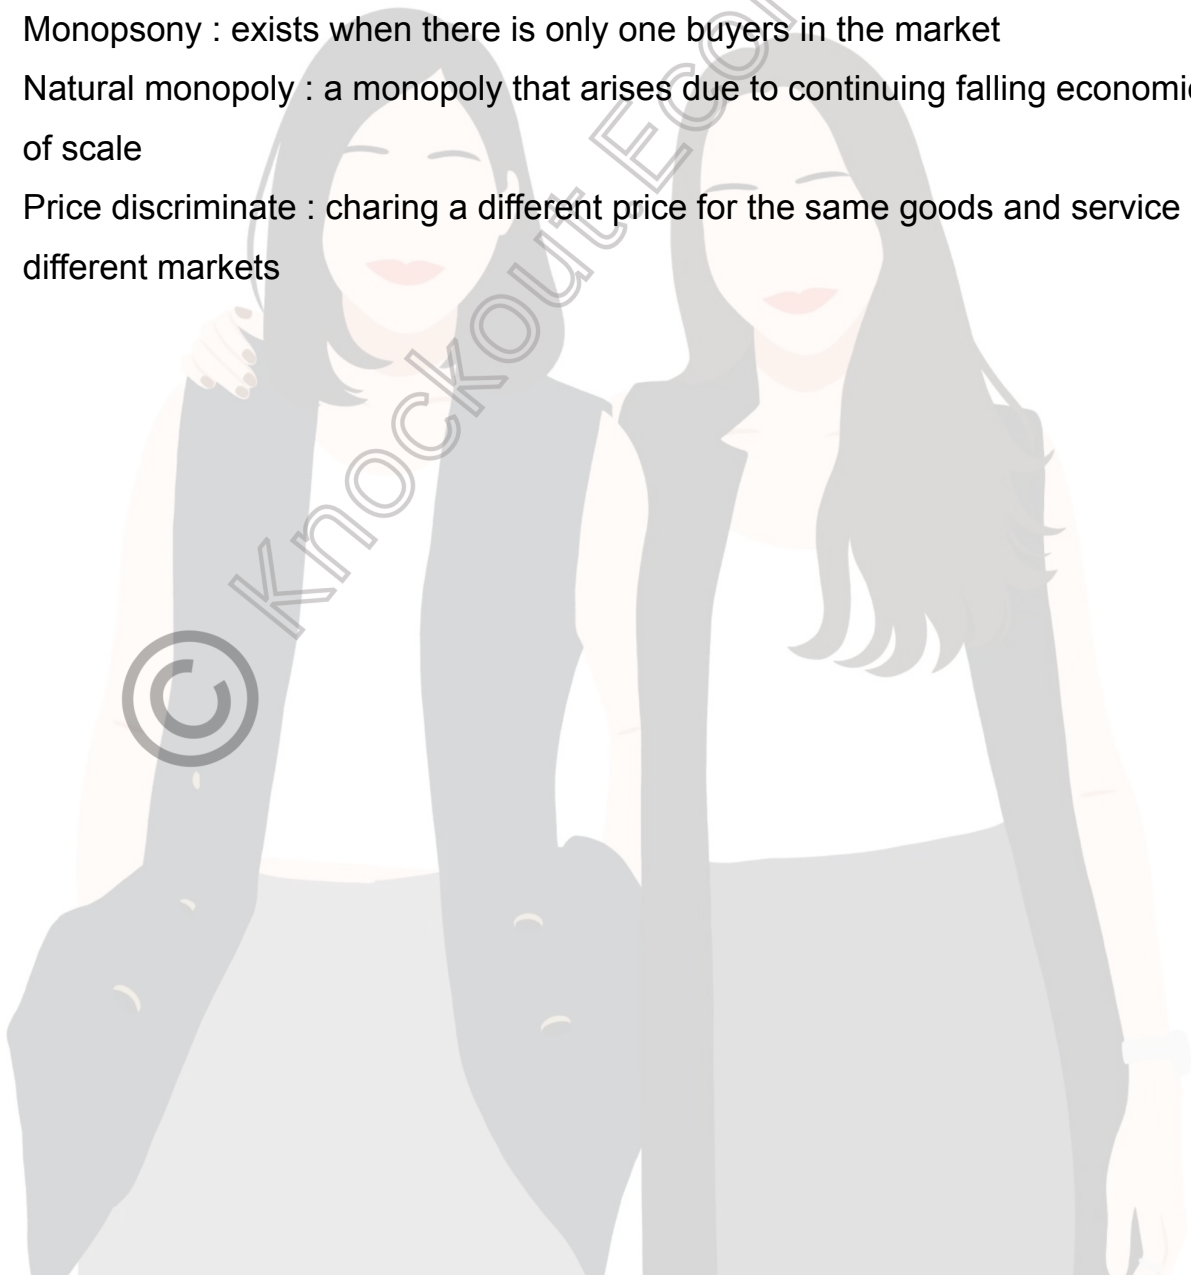 Monopsony : exists when there is only one buyers in the market
Natural monopoly : a monopoly that arises due to continuing falling economi
of scale
Price discriminate : charing a different price for the same goods and service
different markets
© Knockout.Eco